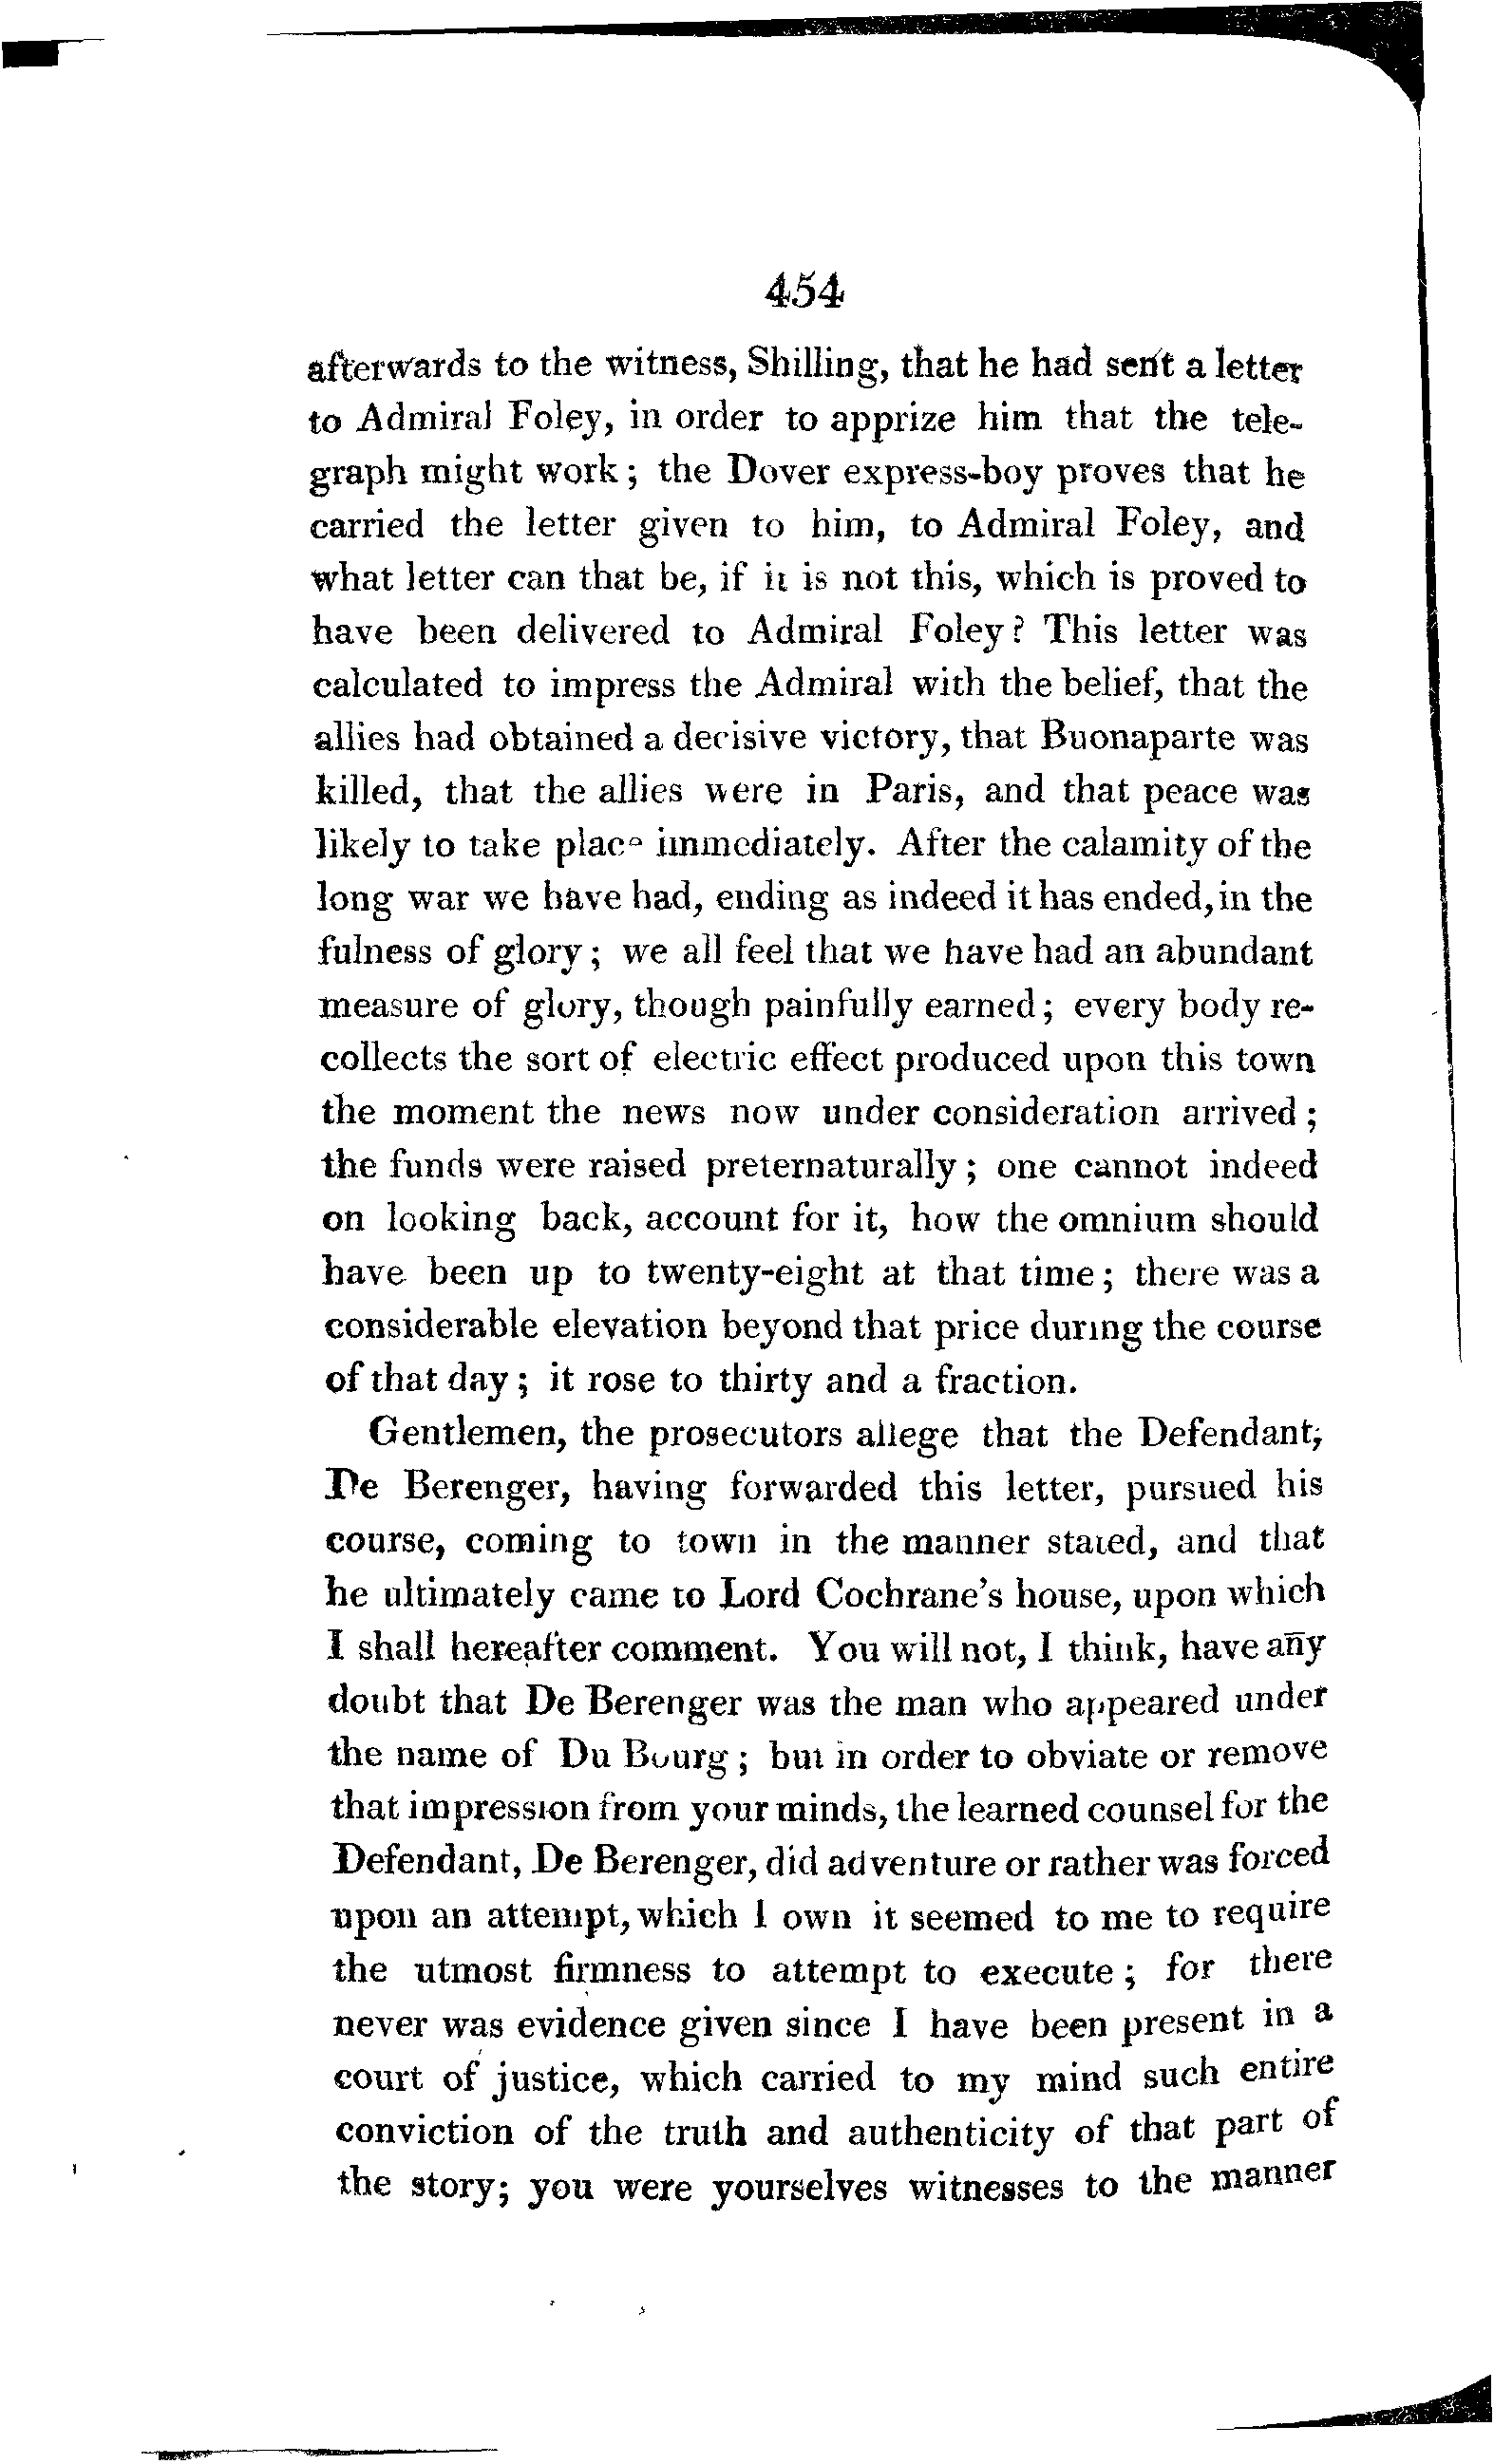 454
afterwards to the witness, Shilling, that he had sent a letter
to Admiral Foley, in order to apprize him that the tele-
graph might work; the Dover express-boy proves that he
carried the letter given to him, to Admiral Foley, and
what letter can that be, if it is not this, which is proved to
have been delivered to Admiral Foley? This letter was
calculated to impress the Admiral with the belief, that the
allies had obtained a decisive victory, that Buonaparte was
killed, that the allies were in Paris, and that peace was
likely to take place immediately. After the calamity of the
long war we have had, ending as indeed it has ended, in the
fulness of glory; we all feel that we have had an abundant
measure of glory, though painfully earned; every body re-
collects the sort of electric effect produced upon this town
the moment the news now under consideration arrived;
the funds were raised preternaturally; one cannot indeed
on looking back, account for it, how the omnium should
have been up to twenty-eight at that time; there was a
considerable elevation beyond that price during the course
of that day; it rose to thirty and a fraction.
Gentlemen, the prosecutors allege that the Defendant,
De Berenger, having forwarded this letter, pursued his
course, coming to town in the manner stated, and that
he ultimately came to Lord Cochrane's house, upon which
I shall hereafter comment. You will not, I think, have any
doubt that De Berenger was the man who appeared under
the name of Du Bourg; but in order to obviate or remove
that impression from your minds, the learned counsel for the
Defendant, De Berenger, did adventure or rather was forced
upon an attempt, which I own it seemed to me to require
the utmost firmness to attempt to execute; for there
never was evidence given since I have been present in a
court of justice, which carried to my mind such entire
conviction of the truth and authenticity of that part of
the story; you were yourselves witnesses to the manner